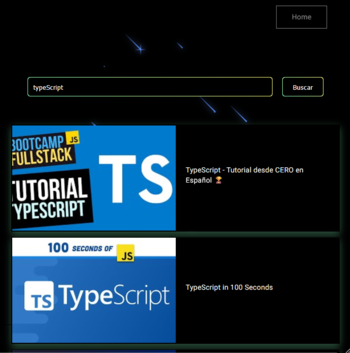 Home
typeScript
Buscar
BOOTCAMP
FULLSTACK
JS
TUTORIAL
TYPESCRIPT
TS
TypeScript - Tutorial desde CERO en
Español 🏆
100 SECONDS OF
JS
TS TypeScript
TypeScript in 100 Seconds